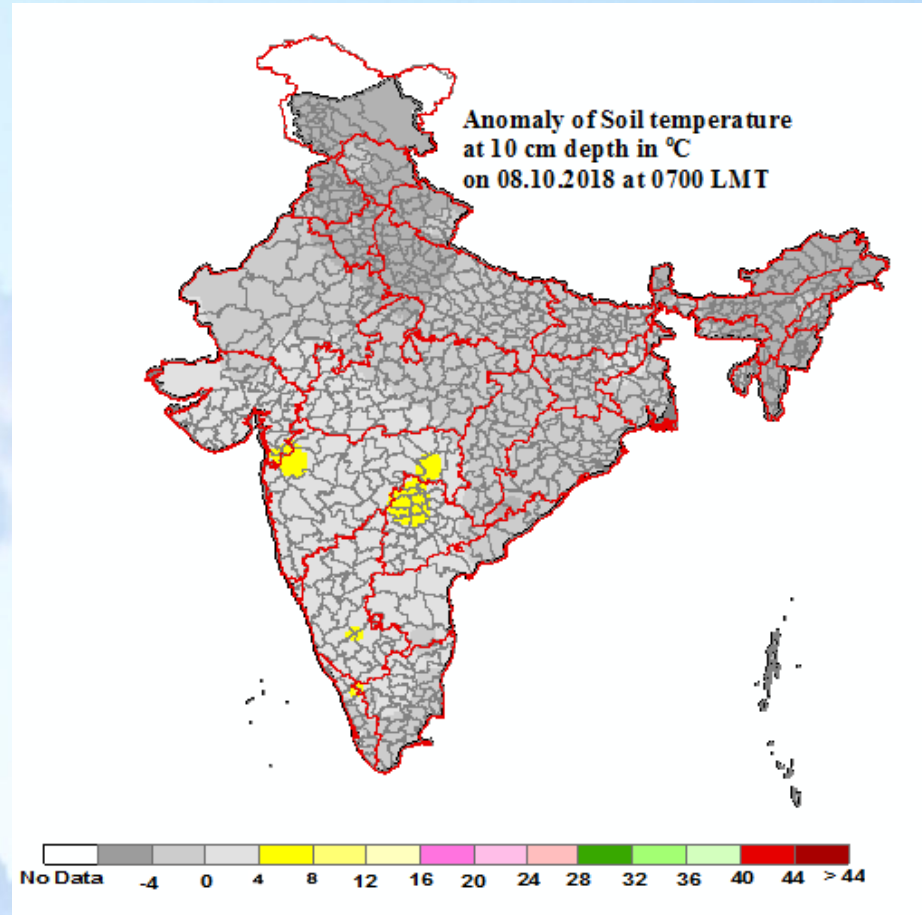 Anomaly of Soil temperature
at 10 cm depth in ⁰C
on 08.10.2018 at 0700 LMT
No Data -4 0 4 8 12 16 20 24 28 32 36 40 44 > 44